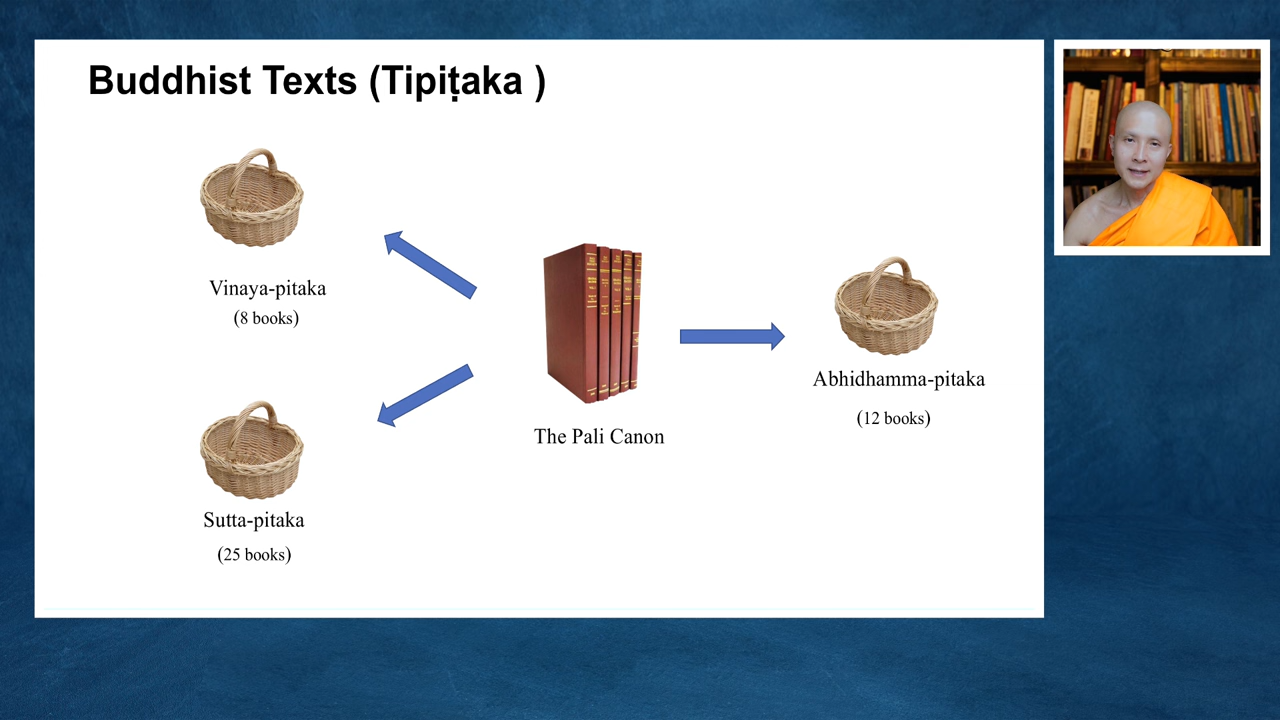 Buddhist Texts (Tipiṭaka )
Vinaya-pitaka
(8 books)
The Pali Canon
Abhidhamma-pitaka
(12 books)
Sutta-pitaka
(25 books)